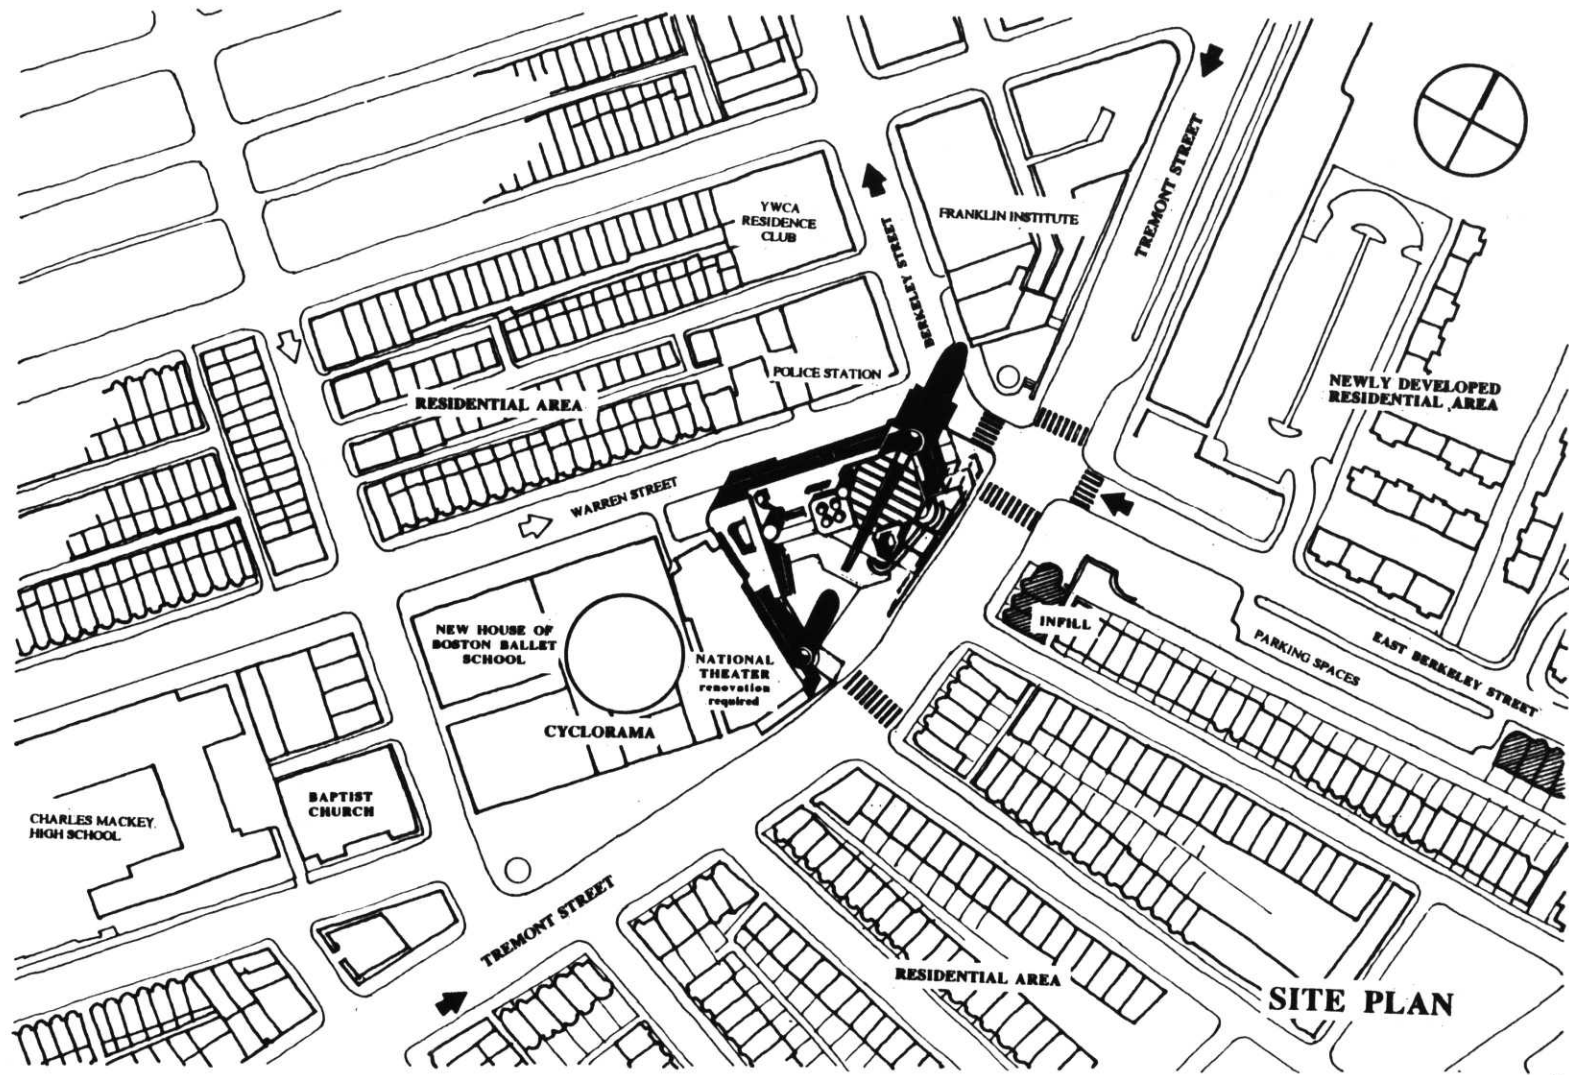 YWCA
RESIDENCE
CLUB
FRANKLIN INSTITUTE
TREMONT STREET
BERKELEY STREET
POLICE STATION
RESIDENTIAL AREA
NEWLY DEVELOPED
RESIDENTIAL AREA
WARREN STREET
NEW HOUSE OF
BOSTON BALLET
SCHOOL
NATIONAL
THEATER
renovation
required
CYCLORAMA
INFILL
PARKING SPACES
EAST BERKELEY STREET
BAPTIST
CHURCH
CHARLES MACKEY
HIGH SCHOOL
TREMONT STREET
RESIDENTIAL AREA
SITE PLAN